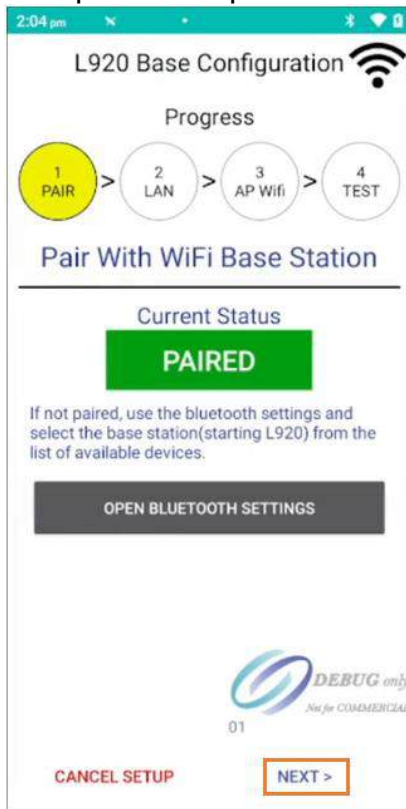 2:04 pm
L920 Base Configuration
Progress
1
PAIR
>
2
LAN
>
3
AP Wifi
>
4
TEST
Pair With WiFi Base Station
Current Status
PAIRED
If not paired, use the bluetooth settings and
select the base station(starting L920) from the
list of available devices.
OPEN BLUETOOTH SETTINGS
DEBUG only
Not for COMMERCIAL
01
CANCEL SETUP
NEXT >